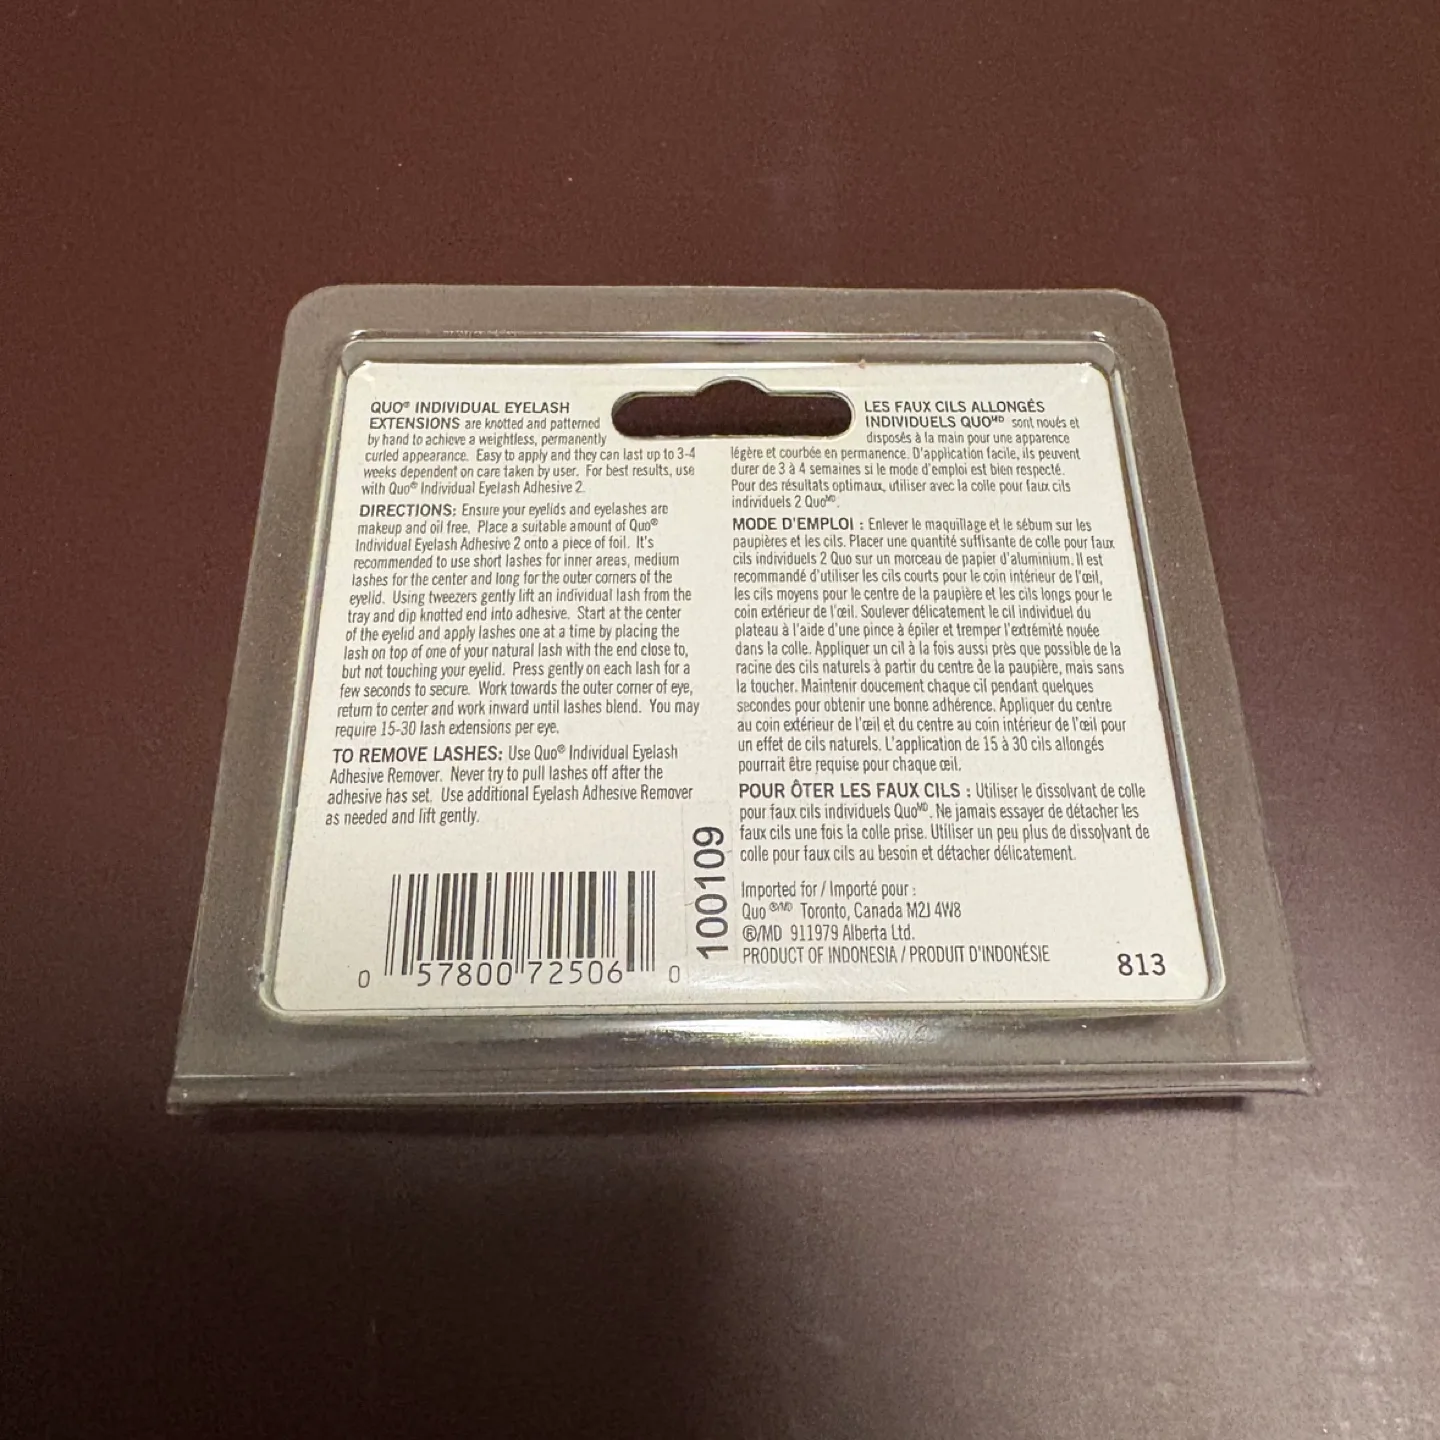 QUO® INDIVIDUAL EYELASH
EXTENSIONS are knotted and patterned
by hand to achieve a weightless, permanently
curled appearance. Easy to apply and they can last up to 3-4
weeks dependent on care taken by user. For best results, use
with Quo® Individual Eyelash Adhesive 2.
DIRECTIONS: Ensure your eyelids and eyelashes are
makeup and oil free. Place a suitable amount of Quo®
Individual Eyelash Adhesive 2 onto a piece of foil. It's
recommended to use short lashes for inner areas, medium
lashes for the center and long for the outer corners of the
eyelid. Using tweezers gently lift an individual lash from the
tray and dip knotted end into adhesive. Start at the center
of the eyelid and apply lashes one at a time by placing the
lash on top of one of your natural lash with the end close to,
but not touching your eyelid. Press gently on each lash for a
few seconds to secure. Work towards the outer corner of eye,
return to center and work inward until lashes blend. You may
require 15-30 lash extensions per eye.
TO REMOVE LASHES: Use Quo® Individual Eyelash
Adhesive Remover. Never try to pull lashes off after the
adhesive has set. Use additional Eyelash Adhesive Remover
as needed and lift gently.
0 57800 72506 0
100109
LES FAUX CILS ALLONGÉS
INDIVIDUELS QUOᴹᴰ sont noués et
disposés à la main pour une apparence
légère et courbée en permanence. D'application facile, ils peuvent
durer de 3 à 4 semaines si le mode d'emploi est bien respecté.
Pour des résultats optimaux, utiliser avec la colle pour faux cils
individuels 2 Quoᴹᴰ.
MODE D'EMPLOI : Enlever le maquillage et le sébum sur les
paupières et les cils. Placer une quantité suffisante de colle pour faux
cils individuels 2 Quo sur un morceau de papier d'aluminium. Il est
recommandé d'utiliser les cils courts pour le coin intérieur de l'œil,
les cils moyens pour le centre de la paupière et les cils longs pour le
coin extérieur de l'œil. Soulever délicatement le cil individuel du
plateau à l'aide d'une pince à épiler et tremper l'extrémité nouée
dans la colle. Appliquer un cil à la fois aussi près que possible de la
racine des cils naturels à partir du centre de la paupière, mais sans
la toucher. Maintenir doucement chaque cil pendant quelques
secondes pour obtenir une bonne adhérence. Appliquer du centre
au coin extérieur de l'œil et du centre au coin intérieur de l'œil pour
un effet de cils naturels. L'application de 15 à 30 cils allongés
pourrait être requise pour chaque œil.
POUR ÔTER LES FAUX CILS : Utiliser le dissolvant de colle
pour faux cils individuels Quoᴹᴰ. Ne jamais essayer de détacher les
faux cils une fois la colle prise. Utiliser un peu plus de dissolvant de
colle pour faux cils au besoin et détacher délicatement.
Imported for / Importé pour :
Quo ®/ᴹᴰ Toronto, Canada M2J 4W8
®/MD 911979 Alberta Ltd.
PRODUCT OF INDONESIA / PRODUIT D'INDONÉSIE
813